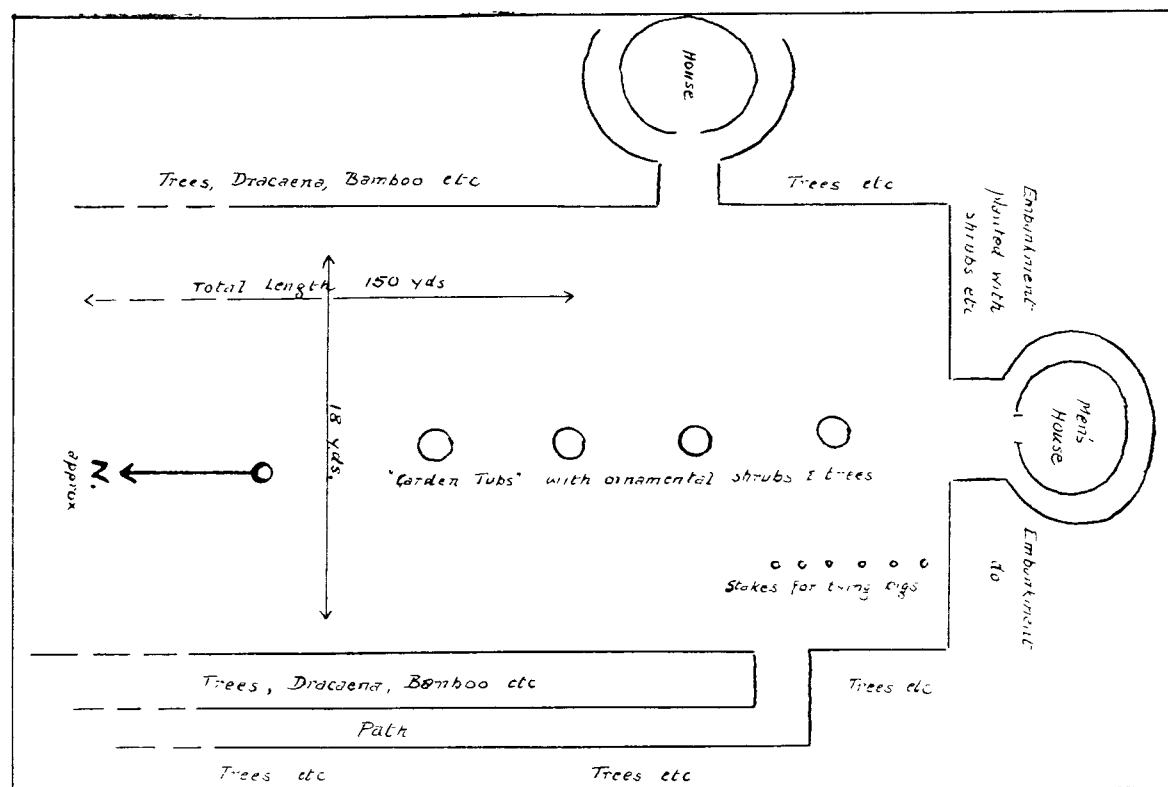 House
Trees, Dracaena, Bamboo etc
Trees etc
Embankment
planted with
shrubs etc
Total Length 150 yds
18 yds.
Men's
House
N.
approx
"Garden Tubs" with ornamental shrubs & trees
Stakes for tying pigs
Embankment
do
Trees, Dracaena, Bamboo etc
Trees etc
Path
Trees etc
Trees etc